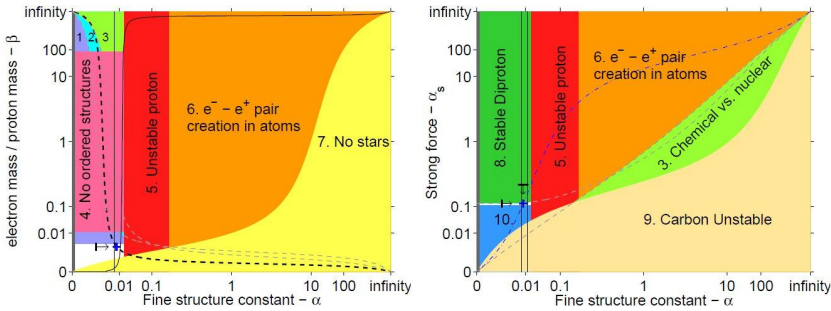 electron mass / proton mass – β
infinity
100
10
1
0.1
0.01
0
1
2
3
4. No ordered structures
5. Unstable proton
6. e⁻ – e⁺ pair
creation in atoms
7. No stars
0
0.01
0.1
1
10
100
infinity
Fine structure constant – α
Strong force – αs
infinity
100
10
1
0.1
0.01
0
8. Stable Diproton
5. Unstable proton
6. e⁻ – e⁺ pair
creation in atoms
3. Chemical vs. nuclear
10.
9. Carbon Unstable
0
0.01
0.1
1
10
100
infinity
Fine structure constant – α